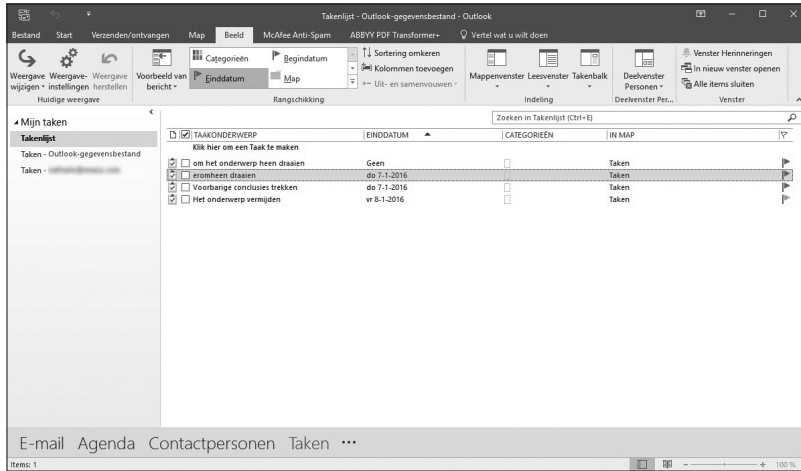 Takenlijst - Outlook-gegevensbestand - Outlook
Bestand Start Verzenden/ontvangen Map Beeld McAfee Anti-Spam ABBYY PDF Transformer+ Vertel wat u wilt doen
Weergave wijzigen
Weergave-instellingen
Weergave herstellen
Huidige weergave
Voorbeeld van bericht
Categorieën
Begindatum
Einddatum
Map
Sortering omkeren
Kolommen toevoegen
Uit- en samenvouwen
Rangschikking
Mappenvenster Leesvenster Takenbalk
Indeling
Deelvenster Personen
Deelvenster Per...
Venster Herinneringen
In nieuw venster openen
Alle items sluiten
Venster
Mijn taken
Takenlijst
Taken - Outlook-gegevensbestand
Taken -
Zoeken in Takenlijst (Ctrl+E)
TAAKONDERWERP EINDDATUM CATEGORIEËN IN MAP
Klik hier om een Taak te maken
om het onderwerp heen draaien Geen Taken
eromheen draaien do 7-1-2016 Taken
Voorbarige conclusies trekken do 7-1-2016 Taken
Het onderwerp vermijden vr 8-1-2016 Taken
E-mail Agenda Contactpersonen Taken •••
Items: 1
100 %